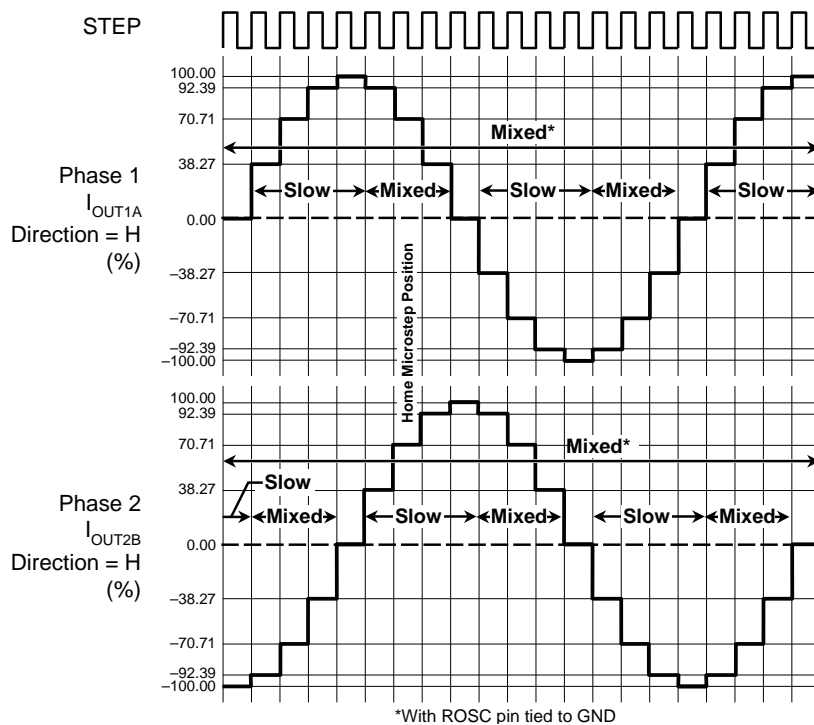 STEP
100.00
92.39
70.71
Mixed*
38.27
Slow
Mixed
Slow
Mixed
Slow
Phase 1
IOUT1A
Direction = H
(%)
0.00
–38.27
–70.71
–92.39
–100.00
Home Microstep Position
100.00
92.39
70.71
Mixed*
38.27
Slow
Mixed
Slow
Mixed
Slow
Mixed
Phase 2
IOUT2B
Direction = H
(%)
0.00
–38.27
–70.71
–92.39
–100.00
*With ROSC pin tied to GND